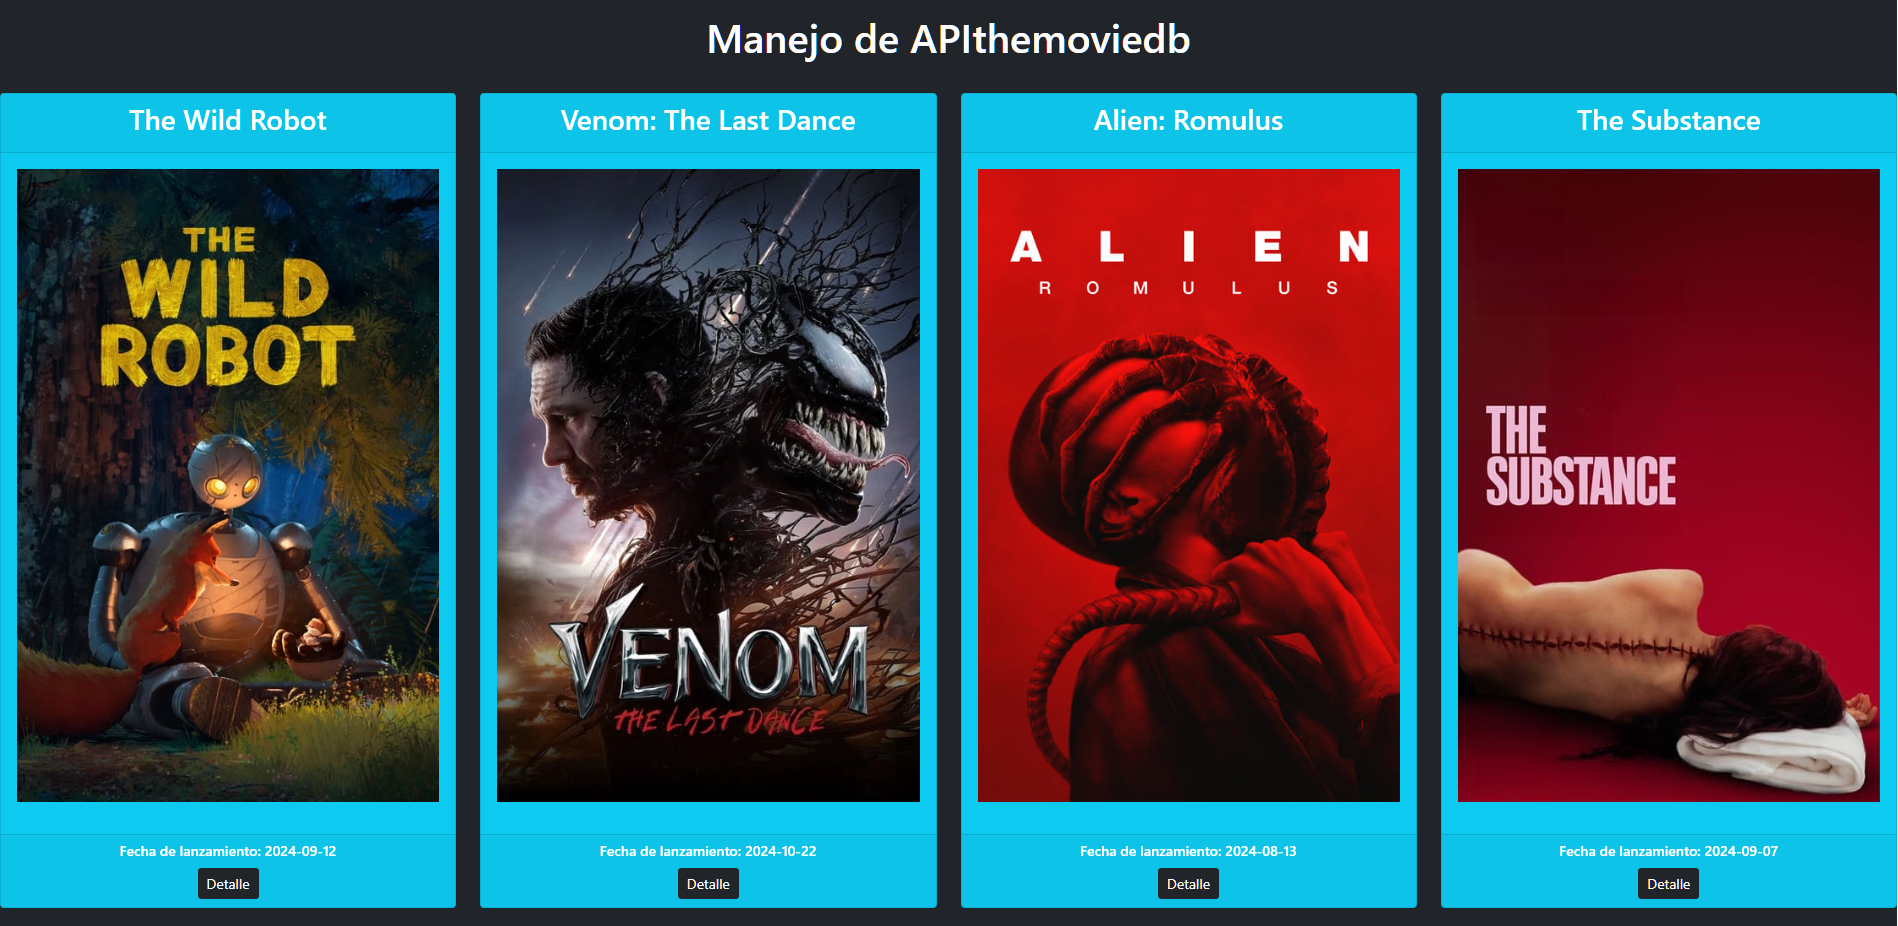 Manejo de APIthemoviedb
The Wild Robot
THE
WILD
ROBOT
Fecha de lanzamiento: 2024-09-12
Detalle
Venom: The Last Dance
VENOM
THE LAST DANCE
Fecha de lanzamiento: 2024-10-22
Detalle
Alien: Romulus
ALIEN
ROMULUS
Fecha de lanzamiento: 2024-08-13
Detalle
The Substance
THE
SUBSTANCE
Fecha de lanzamiento: 2024-09-07
Detalle